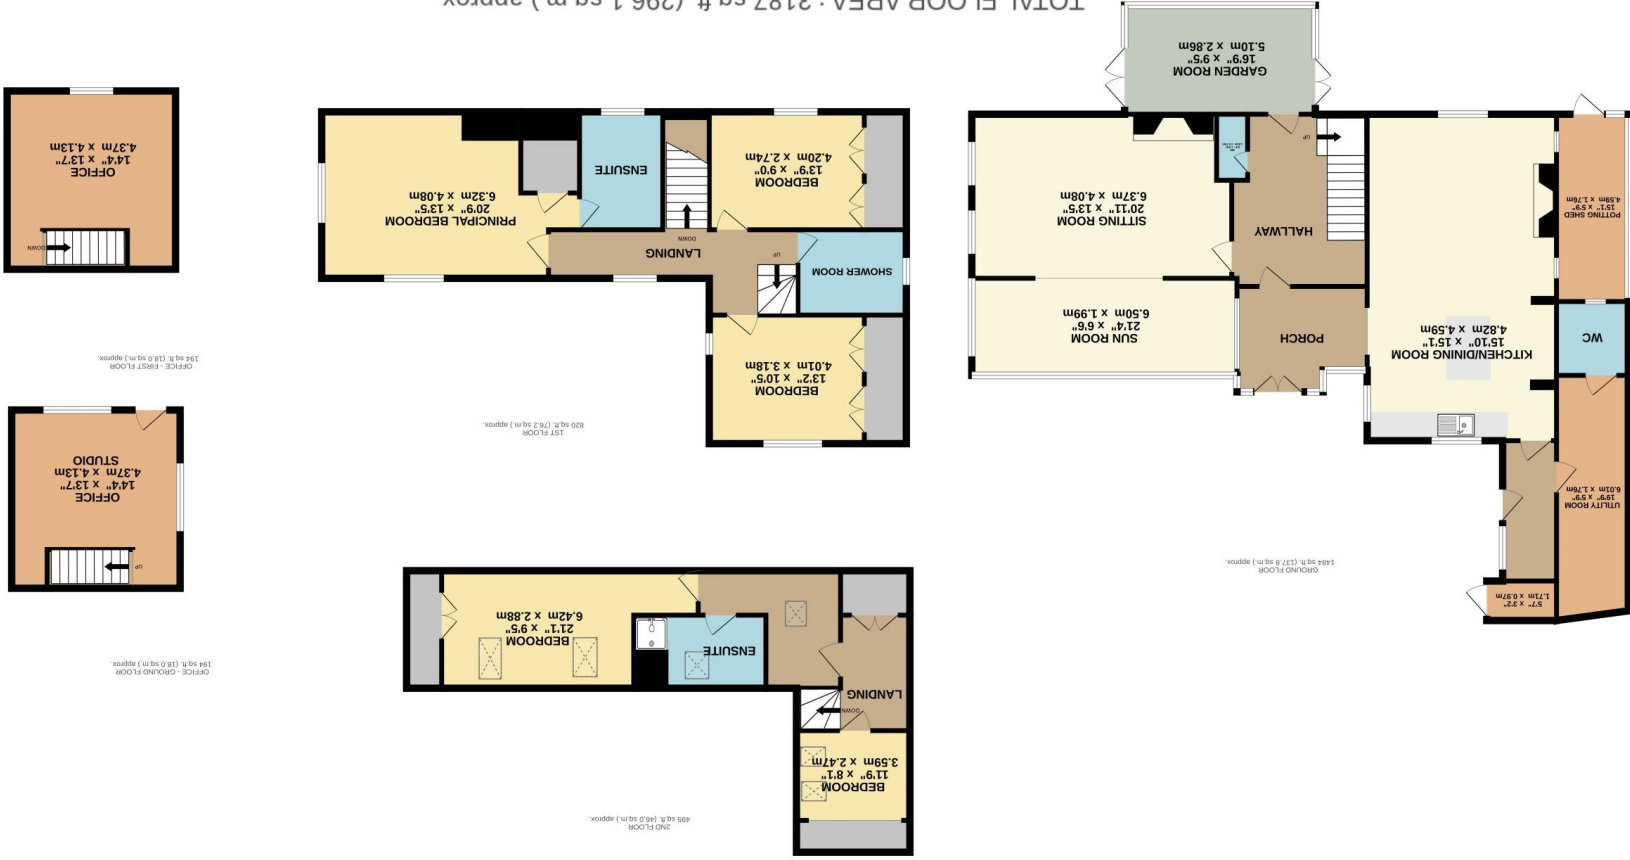 GROUND FLOOR
1484 sq.ft. (137.8 sq.m.) approx.
5'7" x 3'2"
1.71m x 0.97m
UTILITY ROOM
19'9" x 5'9"
6.01m x 1.76m
WC
POTTING SHED
15'1" x 5'9"
4.59m x 1.76m
KITCHEN/DINING ROOM
15'10" x 15'1"
4.82m x 4.59m
PORCH
SUN ROOM
21'4" x 6'6"
6.50m x 1.99m
HALLWAY
UP
SITTING ROOM
20'11" x 13'5"
6.37m x 4.08m
GARDEN ROOM
16'9" x 9'5"
5.10m x 2.86m
2ND FLOOR
495 sq.ft. (46.0 sq.m.) approx.
BEDROOM
11'9" x 8'1"
3.59m x 2.47m
DOWN
LANDING
ENSUITE
BEDROOM
21'1" x 9'5"
6.42m x 2.88m
1ST FLOOR
820 sq.ft. (76.2 sq.m.) approx.
BEDROOM
13'2" x 10'5"
4.01m x 3.18m
SHOWER ROOM
UP
LANDING
DOWN
BEDROOM
13'9" x 9'0"
4.20m x 2.74m
ENSUITE
PRINCIPAL BEDROOM
20'9" x 13'5"
6.32m x 4.08m
OFFICE - GROUND FLOOR
194 sq.ft. (18.0 sq.m.) approx.
UP
OFFICE
14'4" x 13'7"
4.37m x 4.13m
STUDIO
OFFICE - FIRST FLOOR
194 sq.ft. (18.0 sq.m.) approx.
DOWN
OFFICE
14'4" x 13'7"
4.37m x 4.13m
TOTAL FLOOR AREA : 3187 sq.ft. (296.1 sq.m.) approx.